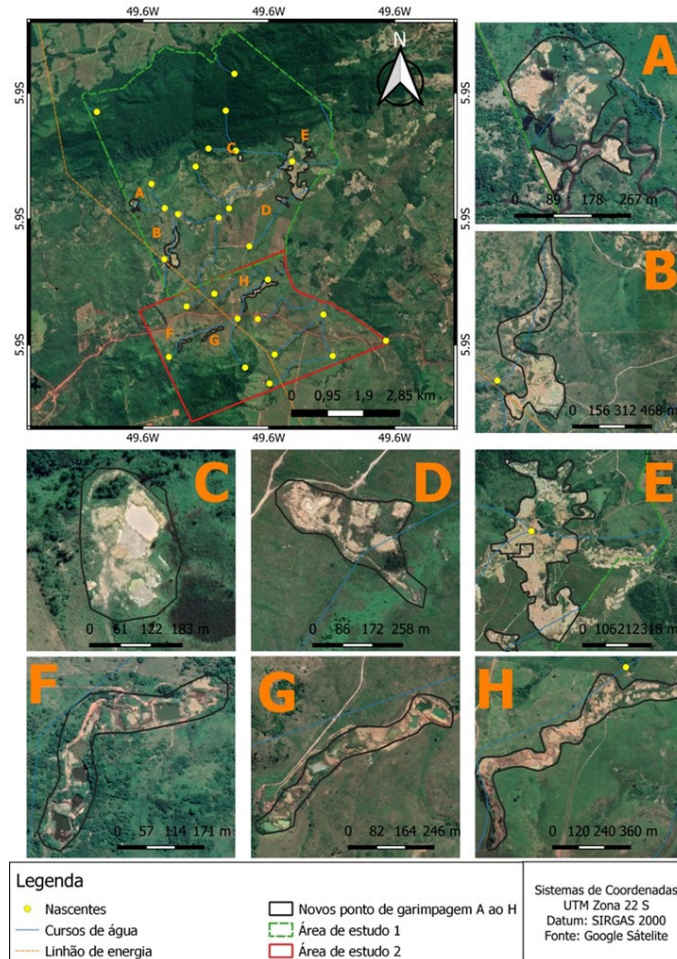 49.6W 49.6W 49.6W
N
5.9S
5.9S
5.9S
A
B
C
D
E
F
G
H
0 0,95 1,9 2,85 km
49.6W 49.6W 49.6W
A
0 89 178 267 m
B
0 156 312 468 m
C
0 61 122 183 m
D
0 86 172 258 m
E
0 106212318 m
F
0 57 114 171 m
G
0 82 164 246 m
H
0 120 240 360 m
Legenda
Nascentes
Cursos de água
Linhão de energia
Novos ponto de garimpagem A ao H
Área de estudo 1
Área de estudo 2
Sistemas de Coordenadas
UTM Zona 22 S
Datum: SIRGAS 2000
Fonte: Google Sátelite